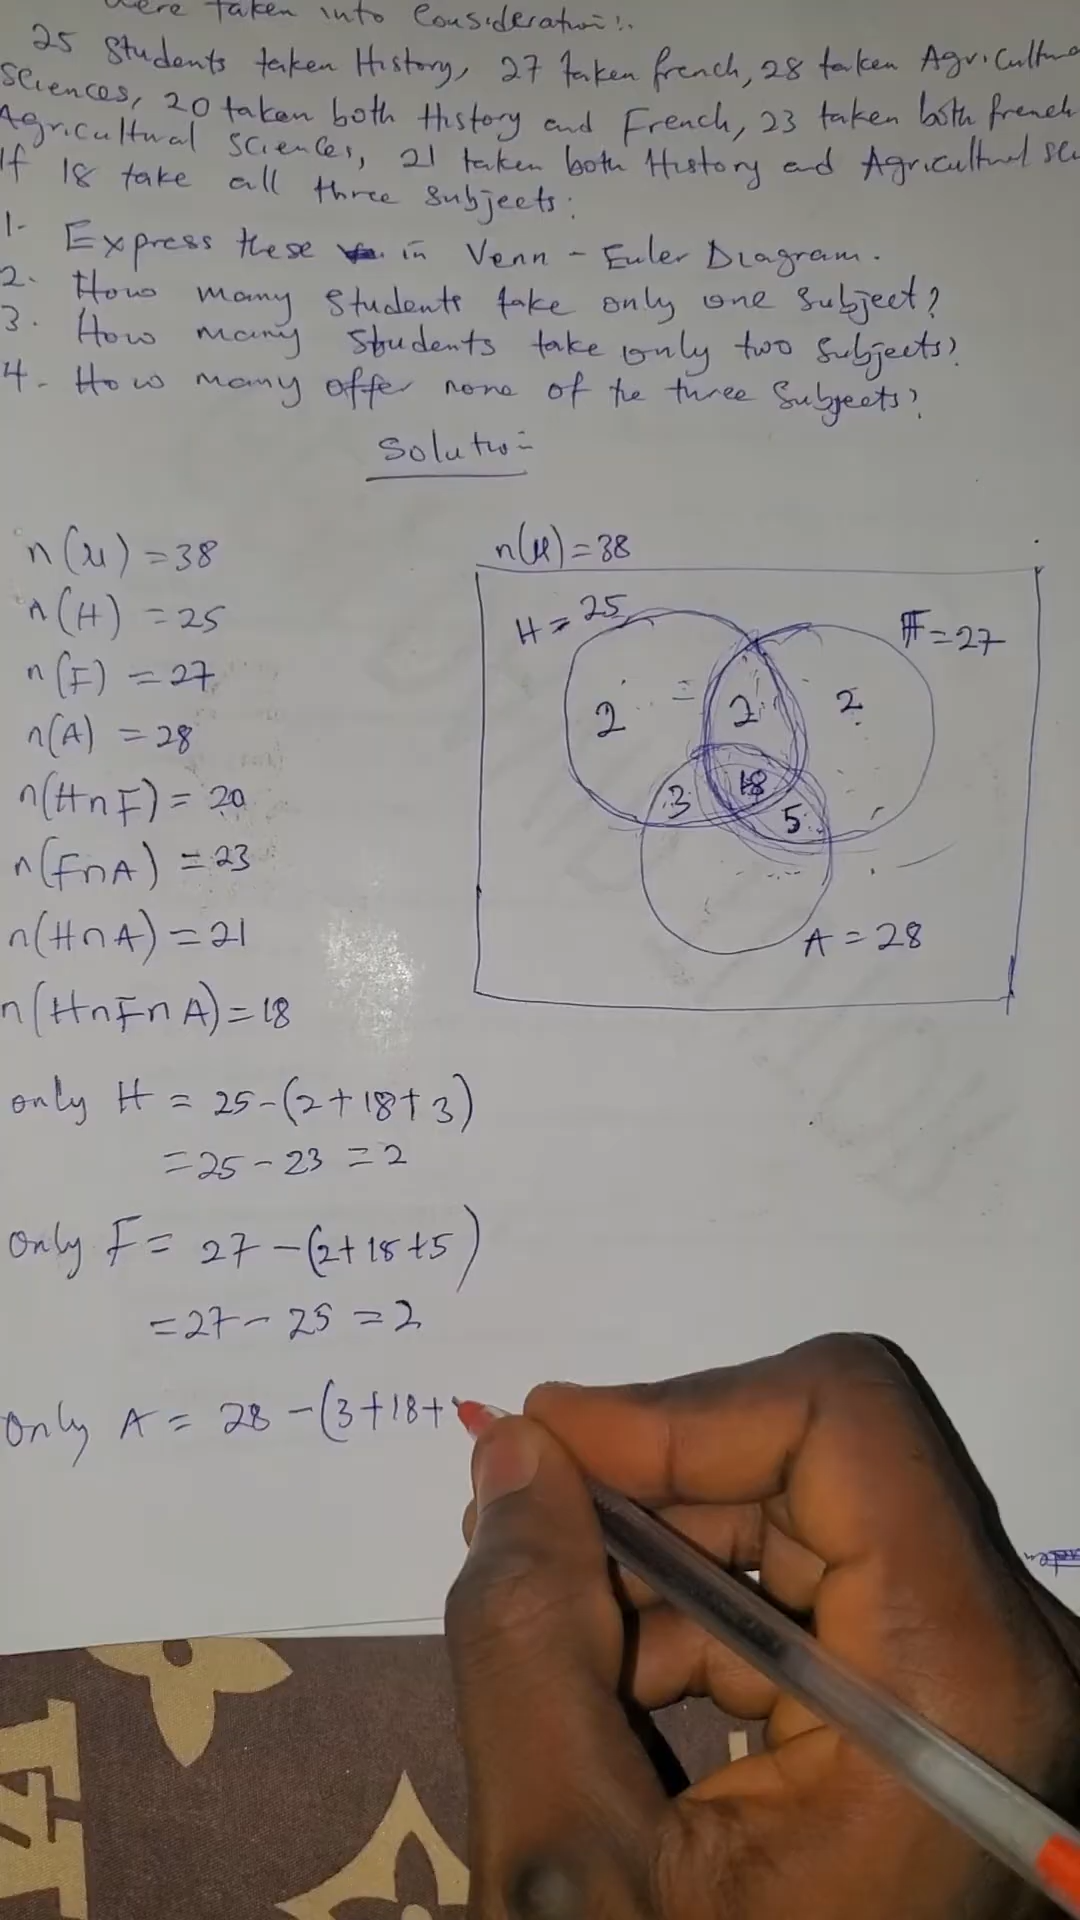 were taken into Consideration:.
25 Students taken History, 27 taken french, 28 taken Agricultura
Sciences, 20 taken both History and French, 23 taken both french
Agricultural Sciences, 21 taken both History and Agricultural sci
If 18 take all three Subjects:
1. Express these in Venn - Euler Diagram.
2. How many Students take only one Subject?
3. How many Students take only two Subjects?
4. How many offer none of the three Subjects?
Solution
n(μ) = 38
n(H) = 25
n(F) = 27
n(A) = 28
n(HnF) = 20
n(FnA) = 23
n(HnA) = 21
n(HnFnA) = 18
n(μ) = 38
H = 25
F = 27
2 2 2
3 18 5
A = 28
only H = 25 - (2 + 18 + 3)
= 25 - 23 = 2
Only F = 27 - (2 + 18 + 5)
= 27 - 25 = 2
Only A = 28 - (3 + 18 +